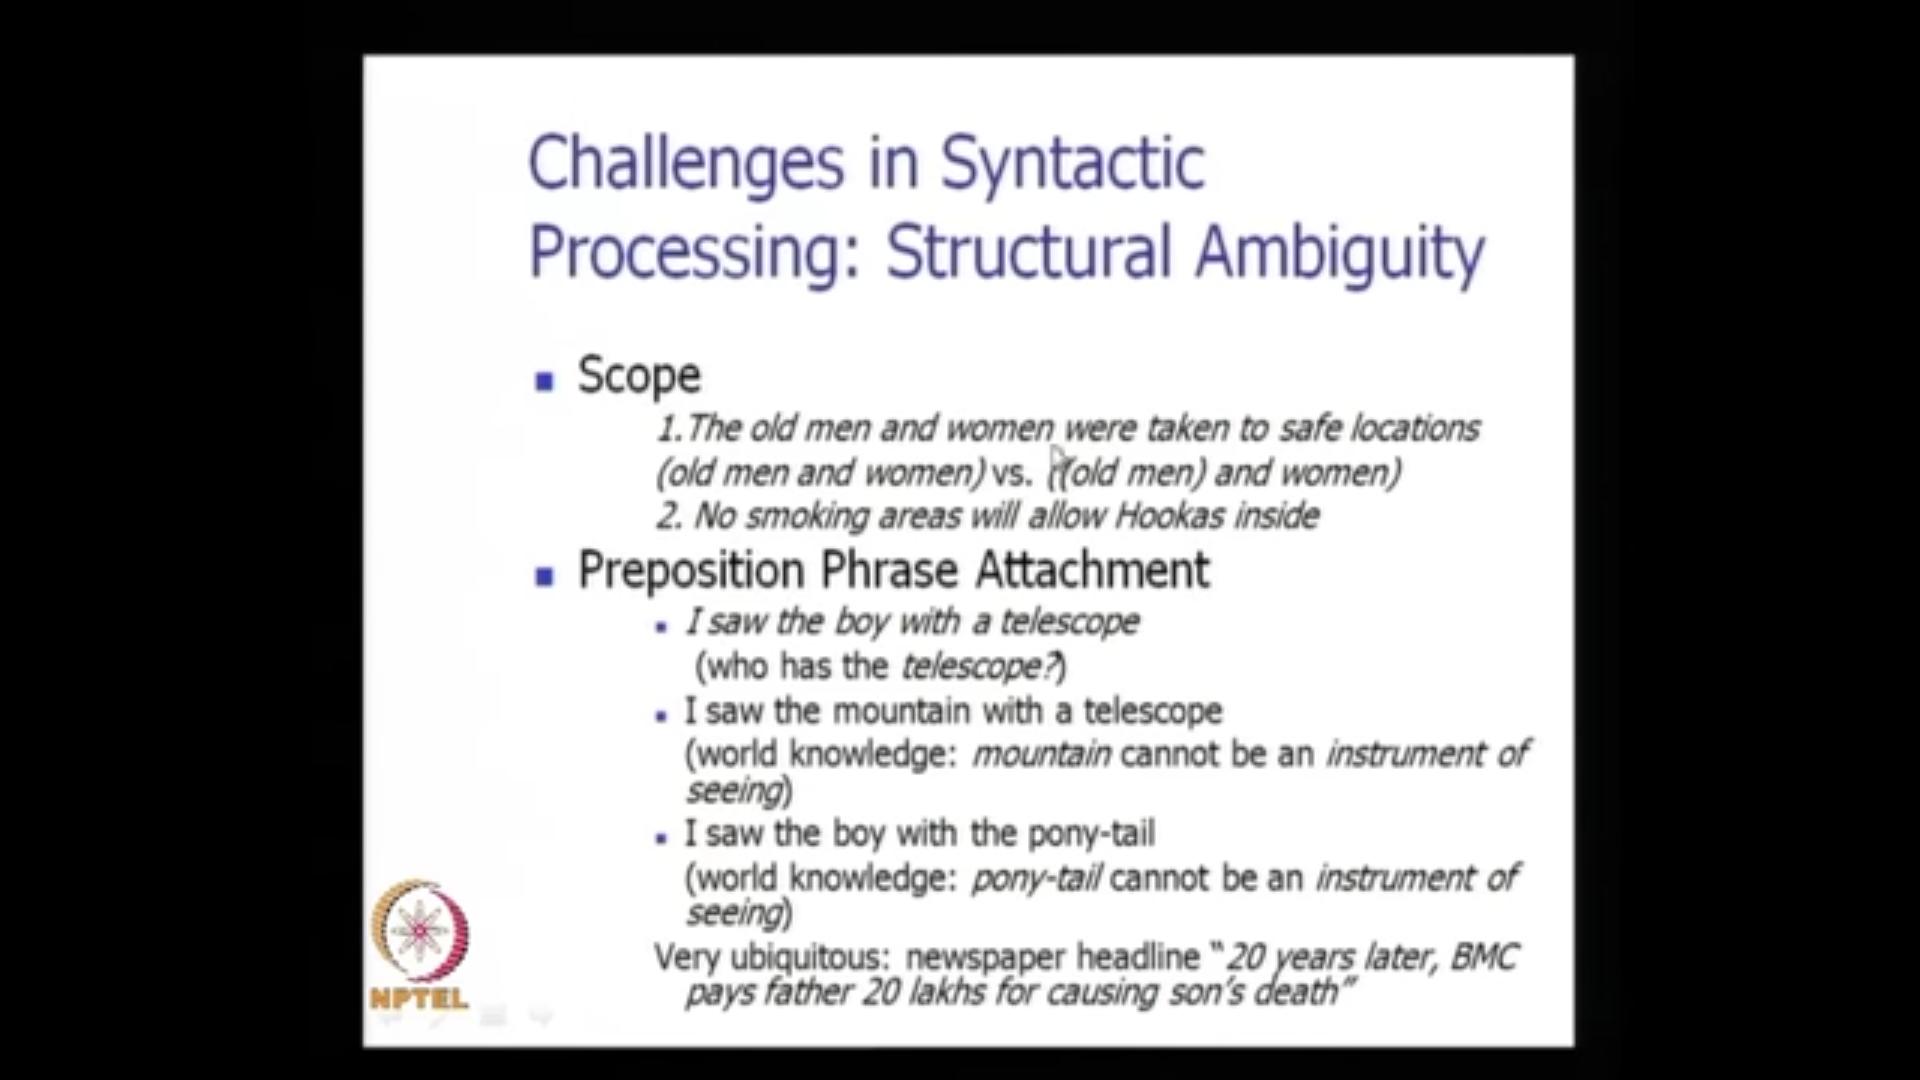 Challenges in Syntactic
Processing: Structural Ambiguity
Scope
1.The old men and women were taken to safe locations
(old men and women) vs. ((old men) and women)
2. No smoking areas will allow Hookas inside
Preposition Phrase Attachment
I saw the boy with a telescope
(who has the telescope?)
I saw the mountain with a telescope
(world knowledge: mountain cannot be an instrument of
seeing)
I saw the boy with the pony-tail
(world knowledge: pony-tail cannot be an instrument of
seeing)
Very ubiquitous: newspaper headline “20 years later, BMC
pays father 20 lakhs for causing son’s death”
NPTEL